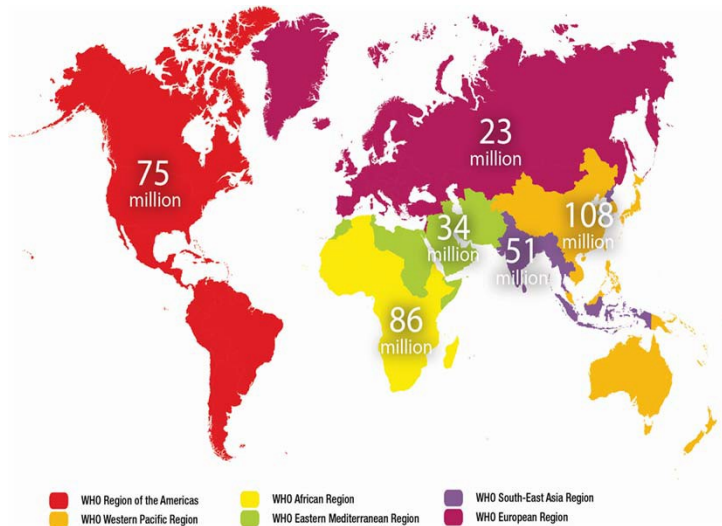 75
million
23
million
34
million
108
million
51
million
86
million
WHO Region of the Americas
WHO African Region
WHO South-East Asia Region
WHO Western Pacific Region
WHO Eastern Mediterranean Region
WHO European Region